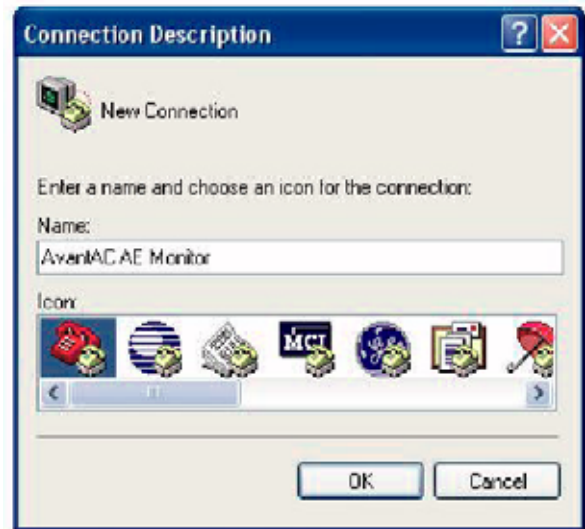 Connection Description
New Connection
Enter a name and choose an icon for the connection:
Name:
AvantAC AE Monitor
Icon:
MCI
OK
Cancel